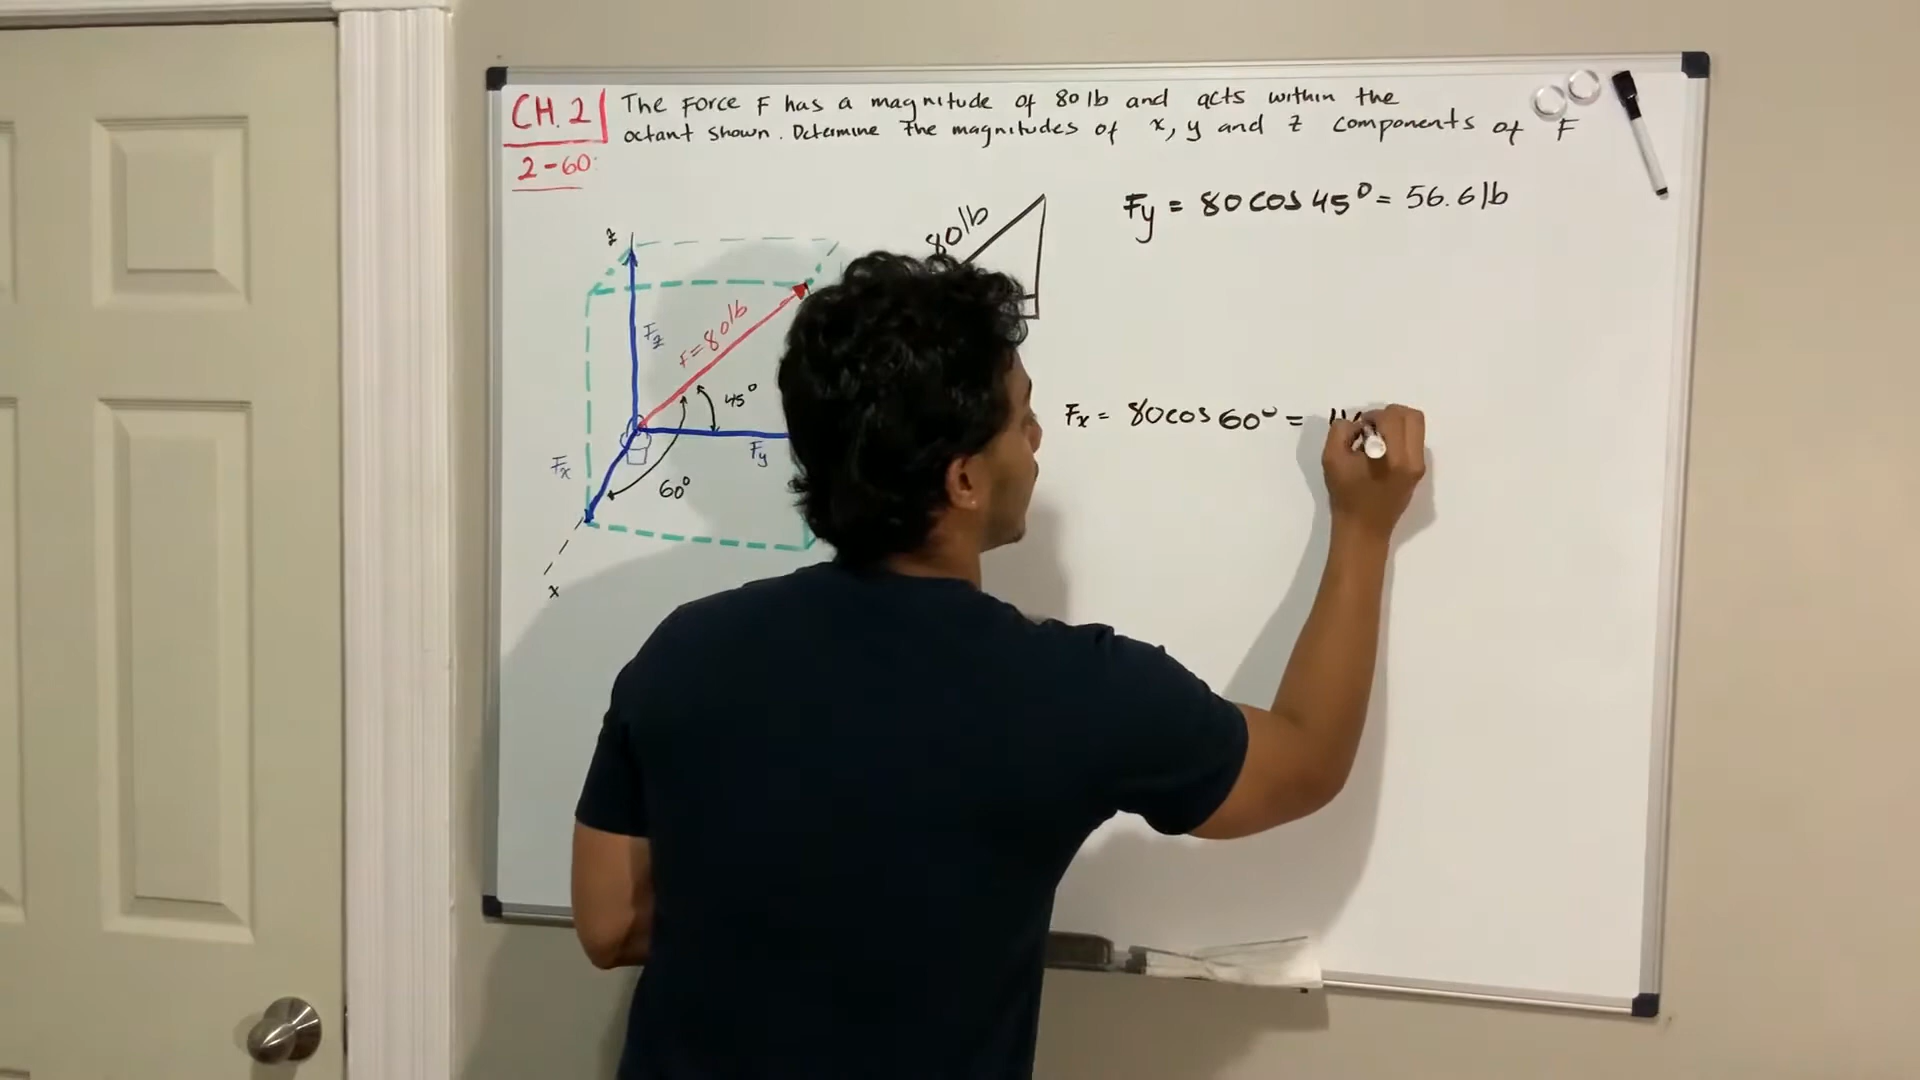 CH. 2
The Force F has a magnitude of 80 lb and acts within the
octant shown. Determine the magnitudes of x, y and z components of F
2-60:
Fy = 80 cos 45° = 56.6 lb
80 lb
z
Fz
F = 80 lb
45°
Fx = 80 cos 60° =
Fy
Fx
60°
x